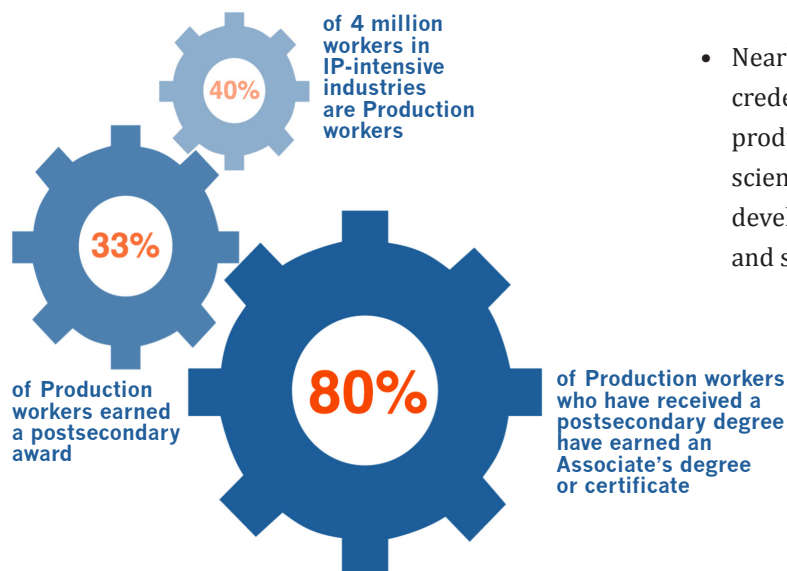 of 4 million
workers in
IP-intensive
industries
are Production
workers
40%
33%
of Production
workers earned
a postsecondary
award
80%
of Production workers
who have received a
postsecondary degree
have earned an
Associate's degree
or certificate
• Near
crede
produ
scien
devel
and s